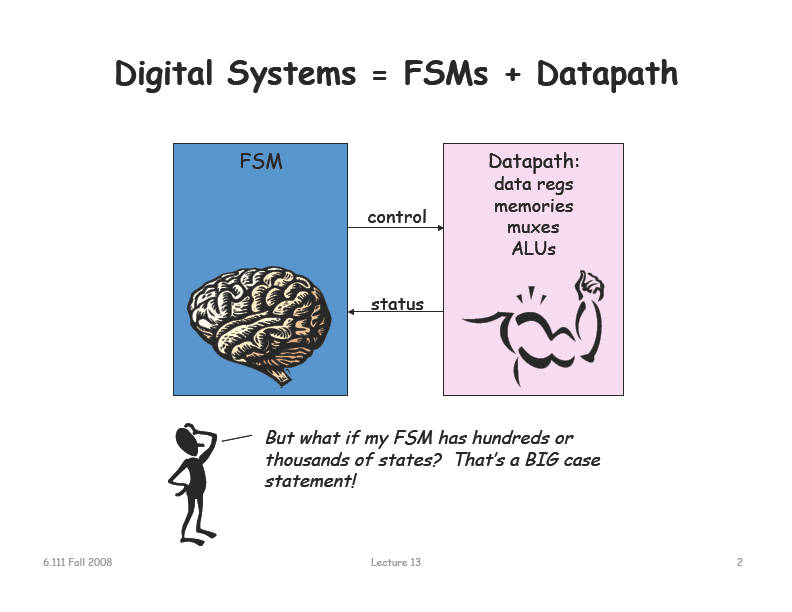 Digital Systems = FSMs + Datapath
FSM
control
status
Datapath:
data regs
memories
muxes
ALUs
But what if my FSM has hundreds or
thousands of states?  That's a BIG case
statement!
6.111 Fall 2008
Lecture 13
2